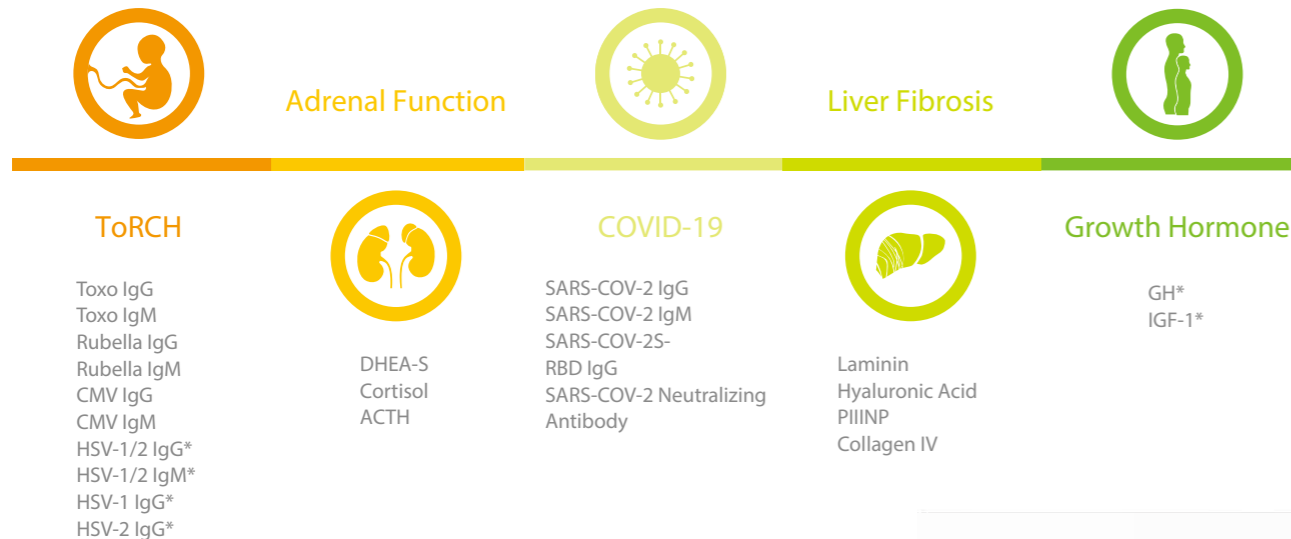 Adrenal Function
Liver Fibrosis
ToRCH
Toxo IgG
Toxo IgM
Rubella IgG
Rubella IgM
CMV IgG
CMV IgM
HSV-1/2 IgG*
HSV-1/2 IgM*
HSV-1 IgG*
HSV-2 IgG*
DHEA-S
Cortisol
ACTH
COVID-19
SARS-COV-2 IgG
SARS-COV-2 IgM
SARS-COV-2S-
RBD IgG
SARS-COV-2 Neutralizing
Antibody
Laminin
Hyaluronic Acid
PIIINP
Collagen IV
Growth Hormone
GH*
IGF-1*